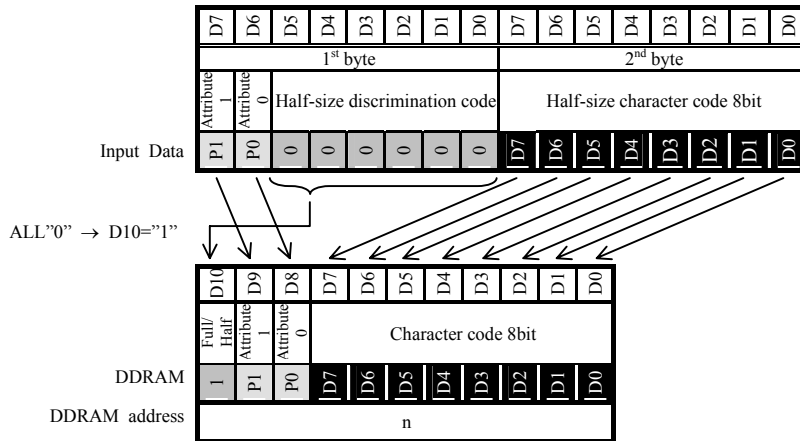 D7 D6 D5 D4 D3 D2 D1 D0 D7 D6 D5 D4 D3 D2 D1 D0
1st byte 2nd byte
Attribute 1 Attribute 0 Half-size discrimination code Half-size character code 8bit
Input Data P1 P0 0 0 0 0 0 0 D7 D6 D5 D4 D3 D2 D1 D0
ALL"0" → D10="1"
D10 D9 D8 D7 D6 D5 D4 D3 D2 D1 D0
Full/Half Attribute 1 Attribute 0 Character code 8bit
DDRAM 1 P1 P0 D7 D6 D5 D4 D3 D2 D1 D0
DDRAM address n